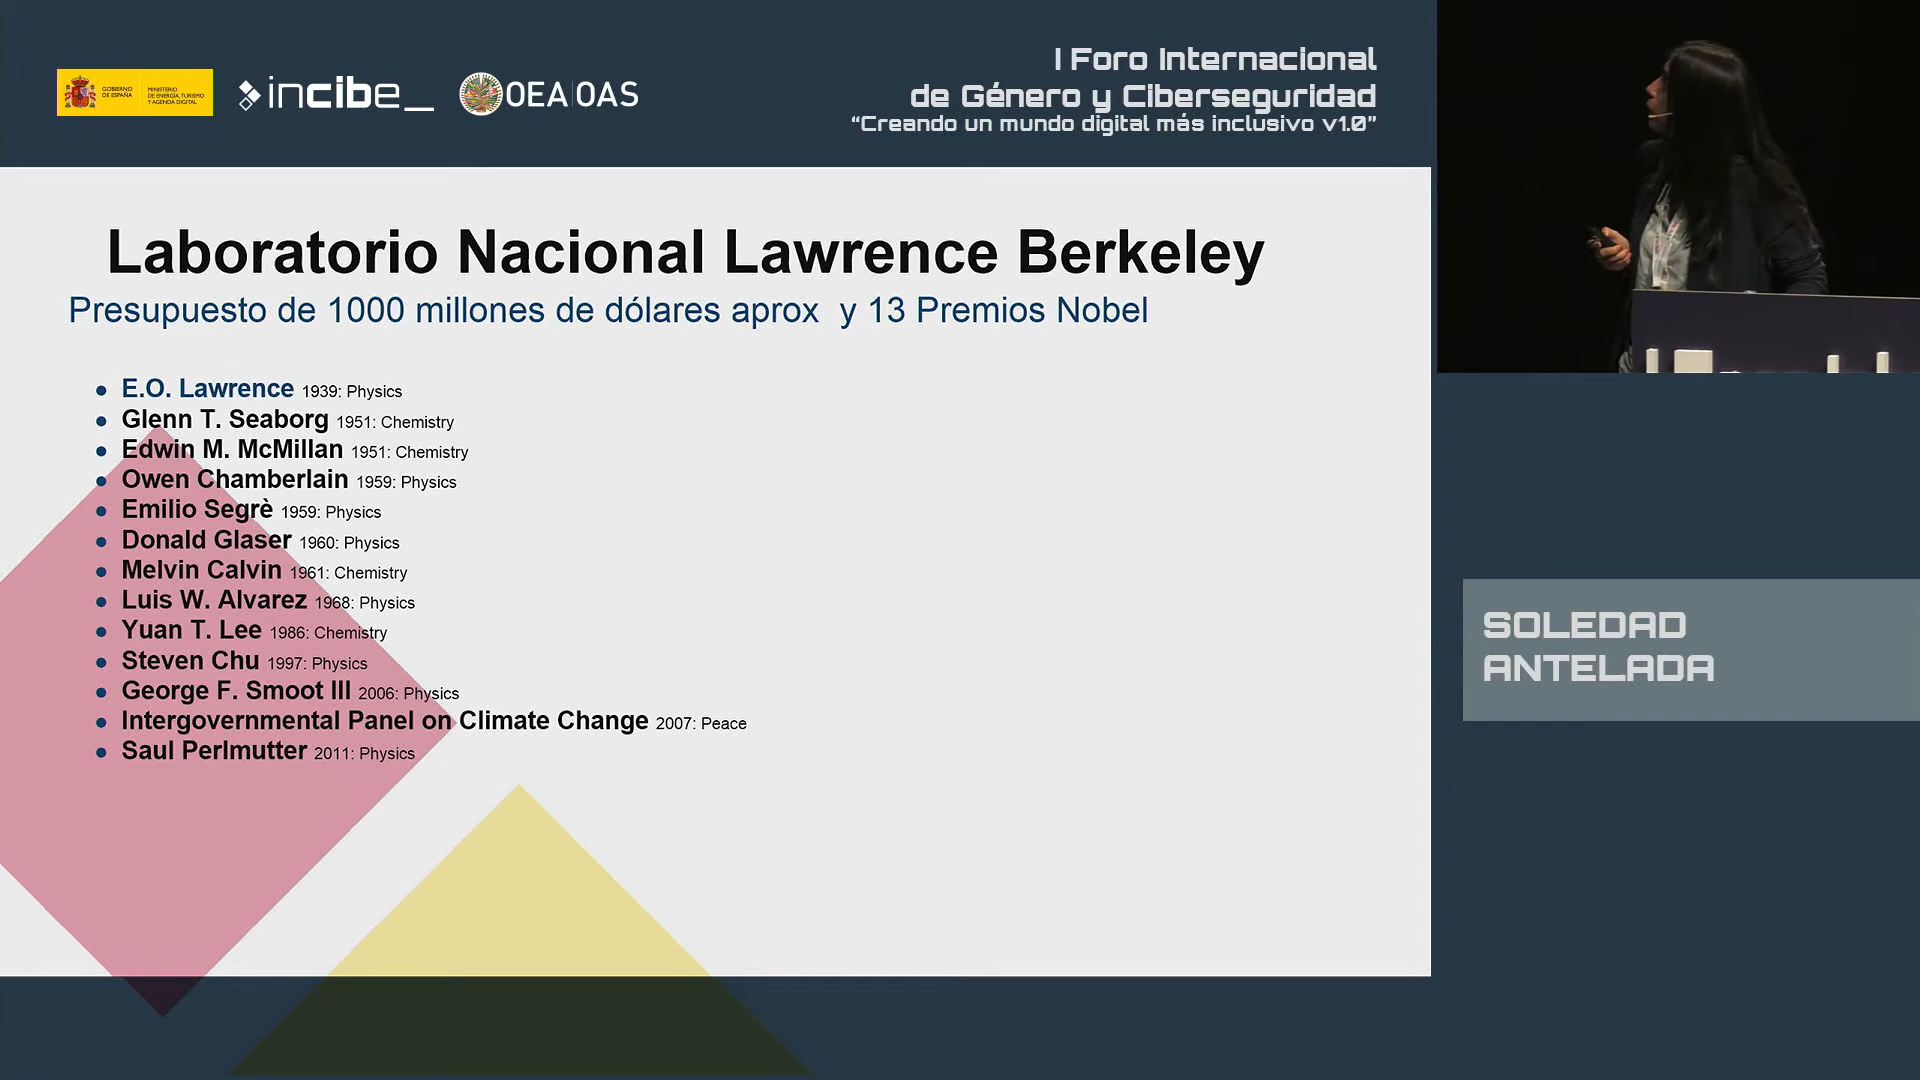 GOBIERNO
DE ESPAÑA
MINISTERIO
DE ENERGÍA, TURISMO
Y AGENDA DIGITAL
incibe_
OEA | OAS
I Foro Internacional
de Género y Ciberseguridad
“Creando un mundo digital más inclusivo v1.0”
Laboratorio Nacional Lawrence Berkeley
Presupuesto de 1000 millones de dólares aprox y 13 Premios Nobel
E.O. Lawrence 1939: Physics
Glenn T. Seaborg 1951: Chemistry
Edwin M. McMillan 1951: Chemistry
Owen Chamberlain 1959: Physics
Emilio Segrè 1959: Physics
Donald Glaser 1960: Physics
Melvin Calvin 1961: Chemistry
Luis W. Alvarez 1968: Physics
Yuan T. Lee 1986: Chemistry
Steven Chu 1997: Physics
George F. Smoot III 2006: Physics
Intergovernmental Panel on Climate Change 2007: Peace
Saul Perlmutter 2011: Physics
SOLEDAD
ANTELADA